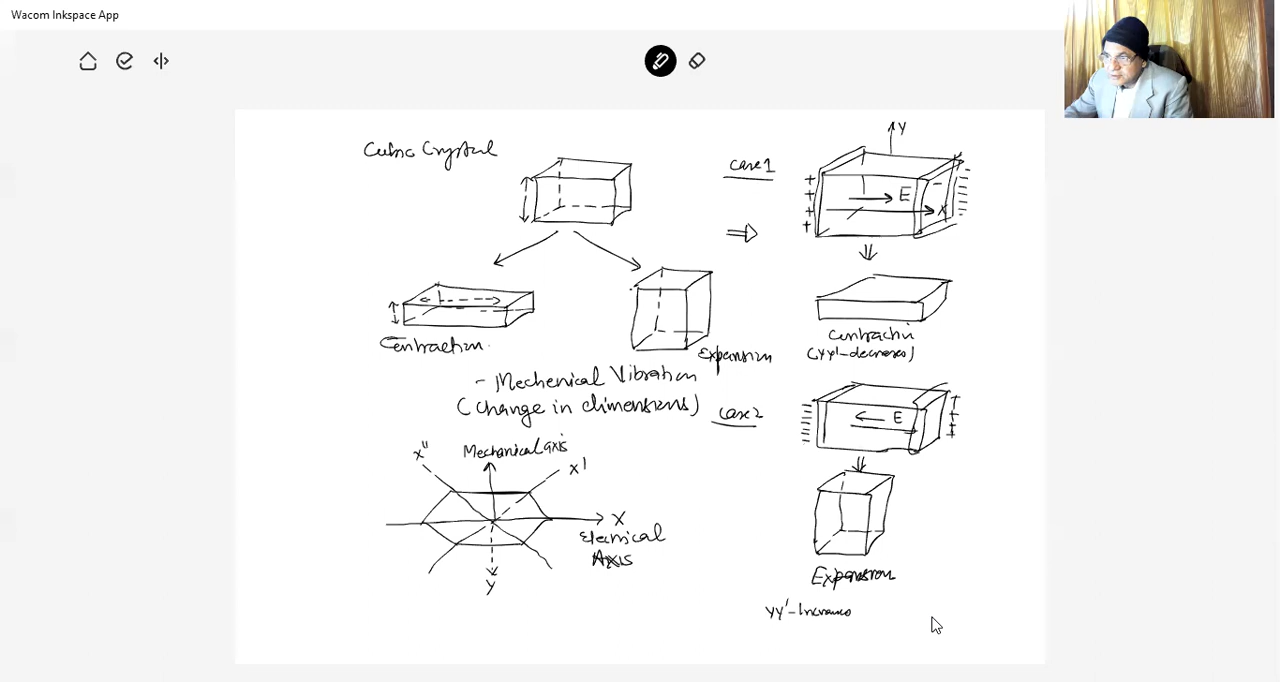 Wacom Inkspace App
Cubic Crystal
Contraction.
Expansion
- Mechenical Vibration
(Change in dimensions)
Mechanical axis
X"
X'
X
Electrical
Axis
Y
Case 1
Y
+
+
+
+
E
X
Contraction
(YY'-decreases)
Case 2
E
Expansion
YY'-Increases